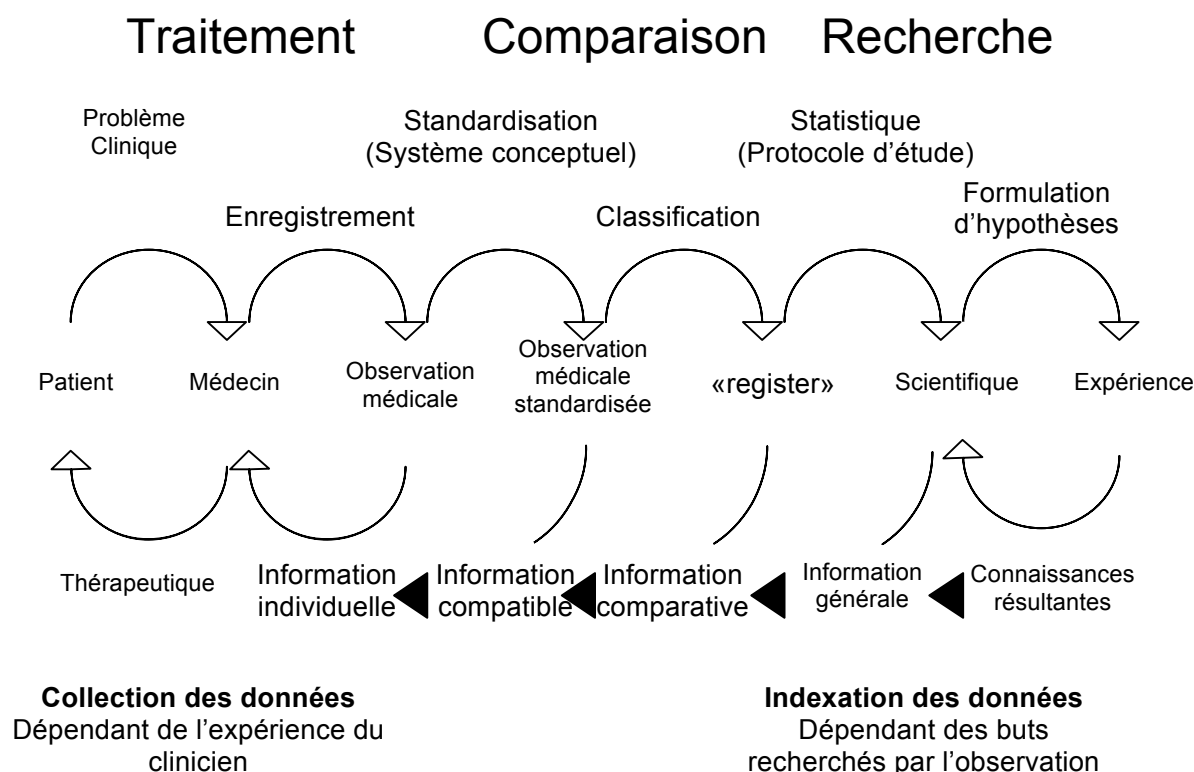 Traitement Comparaison Recherche
Problème
Clinique
Standardisation
(Système conceptuel)
Statistique
(Protocole d'étude)
Enregistrement
Classification
Formulation
d'hypothèses
Patient
Médecin
Observation
médicale
Observation
médicale
standardisée
«register»
Scientifique
Expérience
Thérapeutique
Information
individuelle
Information
compatible
Information
comparative
Information
générale
Connaissances
résultantes
Collection des données
Dépendant de l'expérience du
clinicien
Indexation des données
Dépendant des buts
recherchés par l'observation